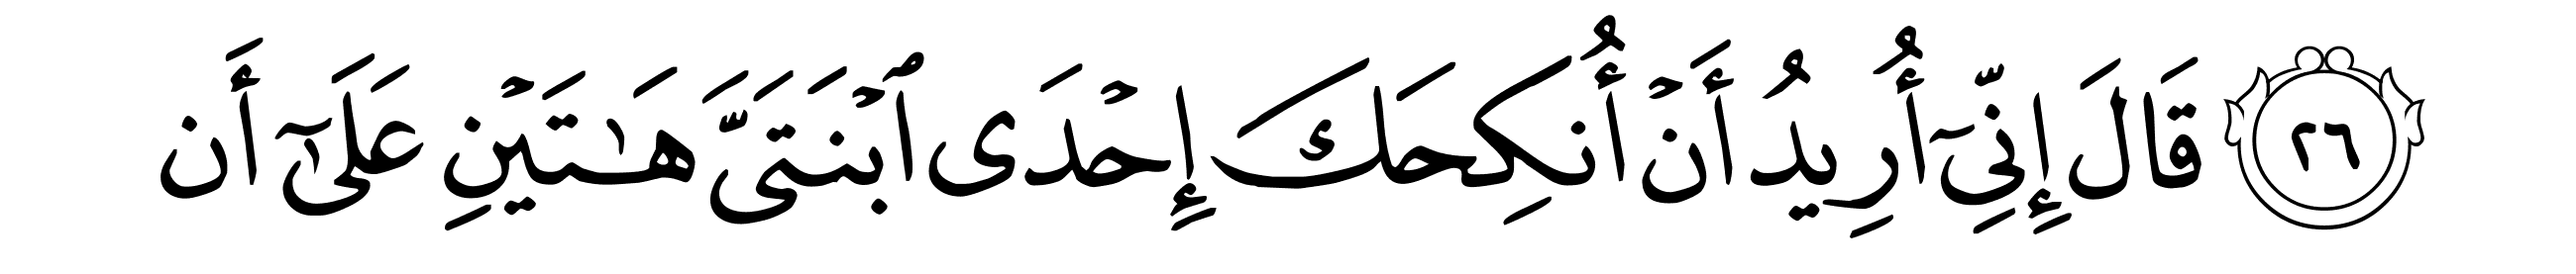 ٢٦ قَالَ إِنِّىٓ أُرِيدُ أَنْ أُنكِحَكَ إِحْدَى ٱبْنَتَىَّ هَـٰتَيْنِ عَلَىٰٓ أَن